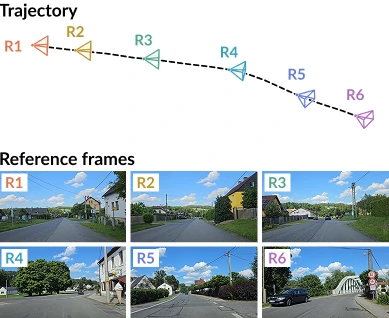 Trajectory
R1 R2 R3 R4 R5 R6
Reference frames
R1 R2 R3
R4 R5 R6